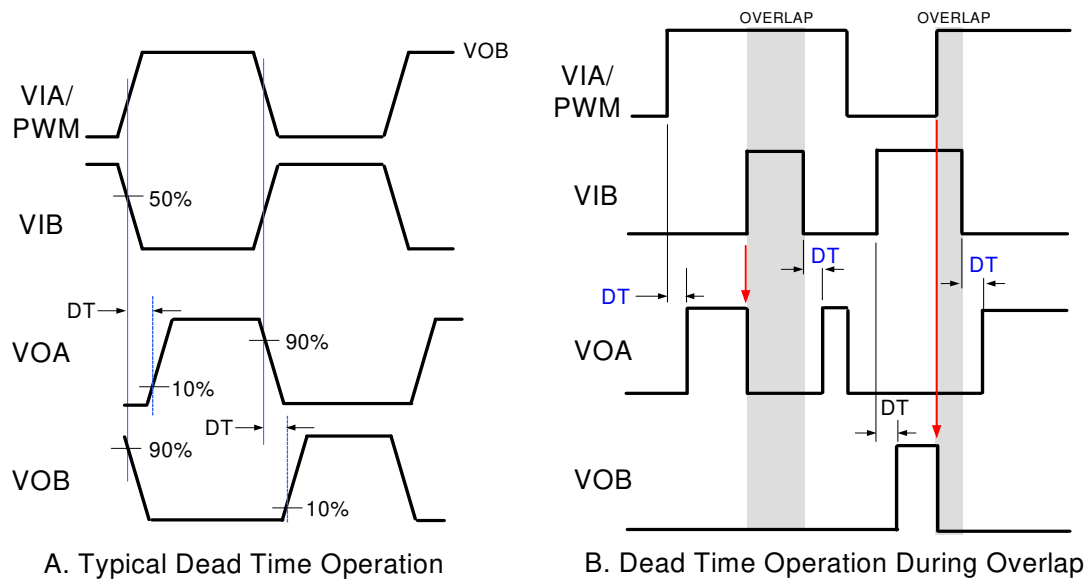 VOB
VIA/
PWM
50%
VIB
DT
90%
VOA
10%
DT
90%
VOB
10%
A. Typical Dead Time Operation
OVERLAP
OVERLAP
VIA/
PWM
VIB
DT
DT
DT
VOA
DT
VOB
B. Dead Time Operation During Overlap